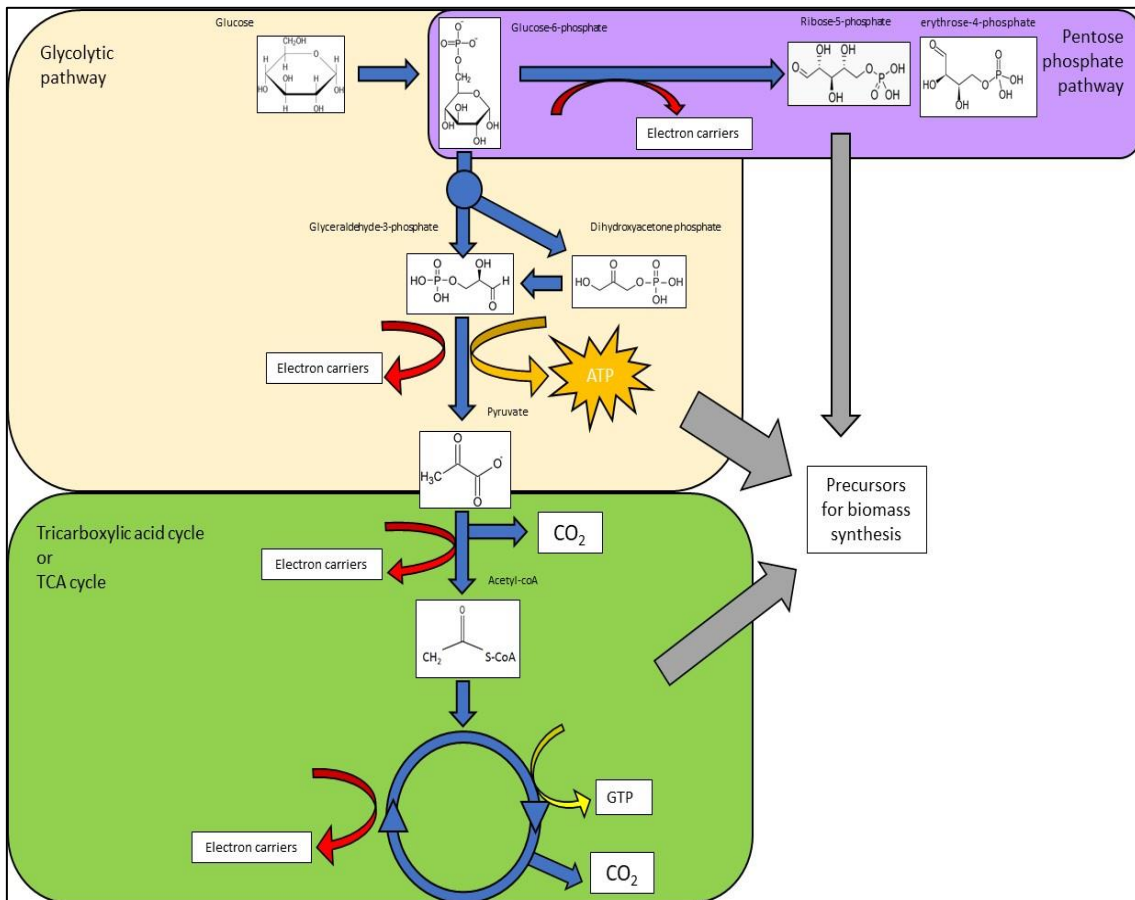 Glycolytic
pathway
Glucose
Glucose-6-phosphate
Ribose-5-phosphate
erythrose-4-phosphate
Pentose
phosphate
pathway
Electron carriers
Glyceraldehyde-3-phosphate
Dihydroxyacetone phosphate
Electron carriers
ATP
Pyruvate
H₃C
O
O⁻
O
Precursors
for biomass
synthesis
Tricarboxylic acid cycle
or
TCA cycle
CO₂
Electron carriers
Acetyl-coA
O
CH₂
S-CoA
GTP
Electron carriers
CO₂